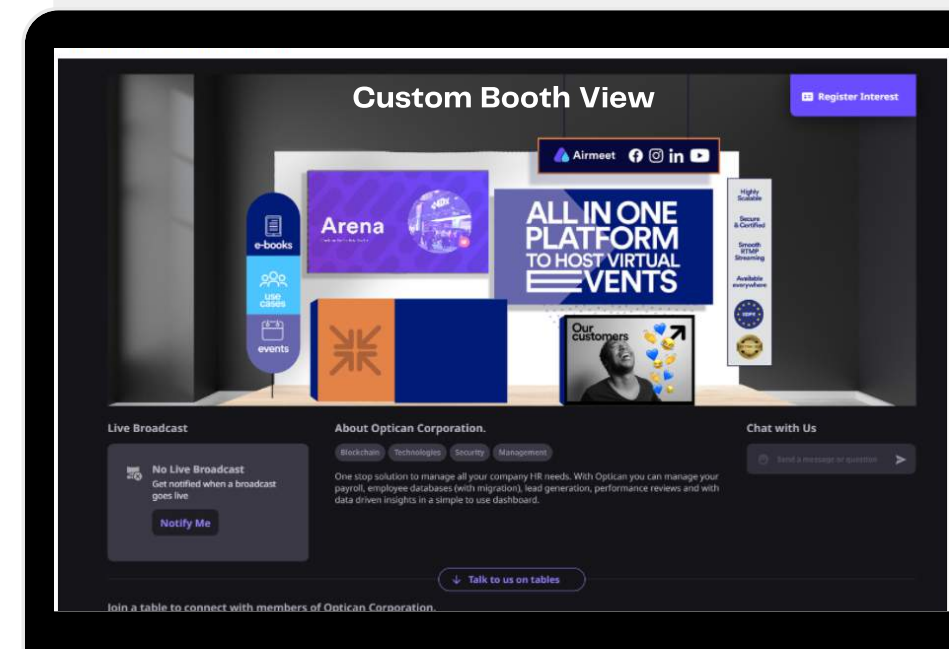 Custom Booth View
Register Interest
Airmeet
in
Arena
ALL IN ONE
PLATFORM
TO HOST VIRTUAL
EVENTS
e-books
use
cases
events
Highly
Scalable
Secure
& Certified
Smooth
RTMP
Streaming
Available
everywhere
Our
customers
Live Broadcast
No Live Broadcast
Get notified when a broadcast
goes live
Notify Me
About Optican Corporation.
Blockchain
Technologies
Security
Management
One stop solution to manage all your company HR needs. With Optican you can manage your
payroll, employee databases (with migration), lead generation, performance reviews and with
data driven insights in a simple to use dashboard.
Chat with Us
Send a message or question
Talk to us on tables
Join a table to connect with members of Optican Corporation.